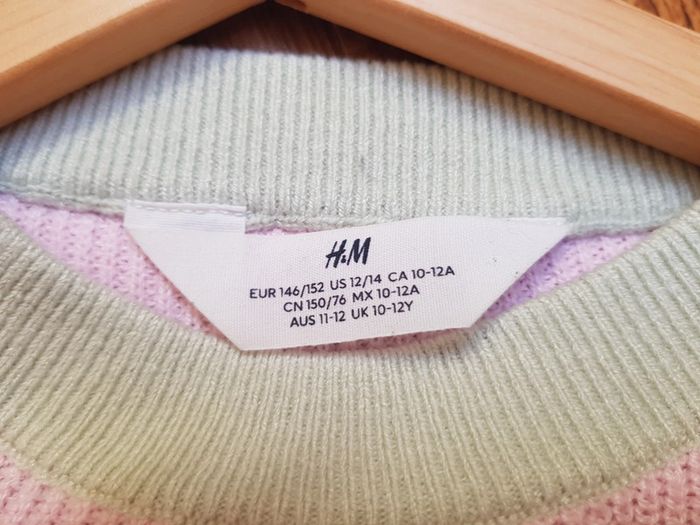 H&M
EUR 146/152 US 12/14 CA 10-12A
CN 150/76 MX 10-12A
AUS 11-12 UK 10-12Y